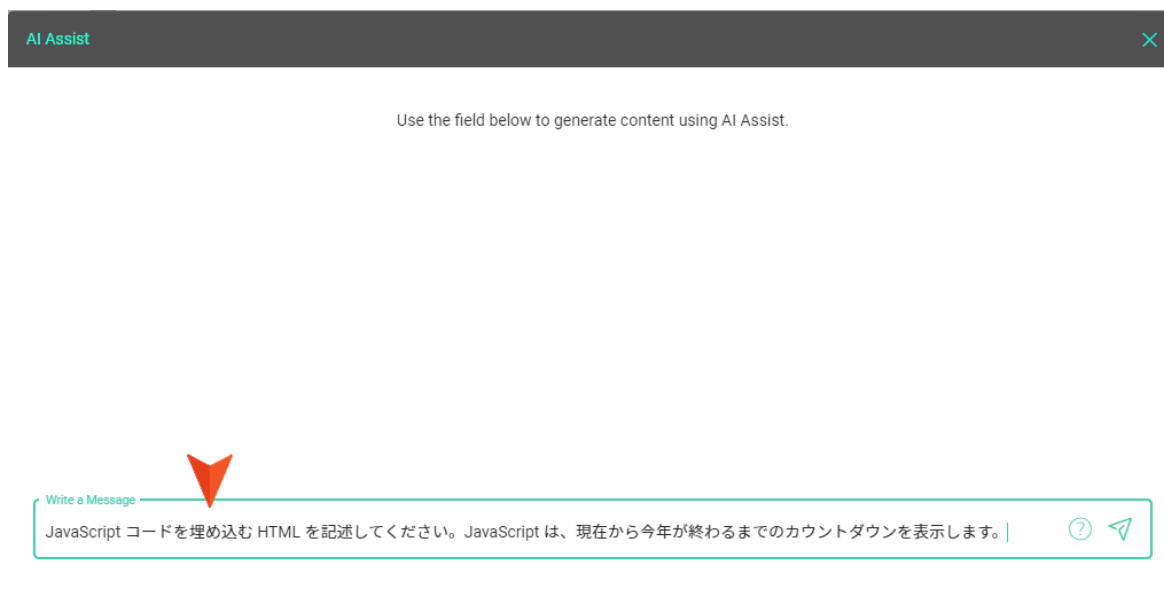 AI Assist
Use the field below to generate content using AI Assist.
Write a Message
JavaScript コードを埋め込む HTML を記述してください。JavaScript は、現在から今年が終わるまでのカウントダウンを表示します。